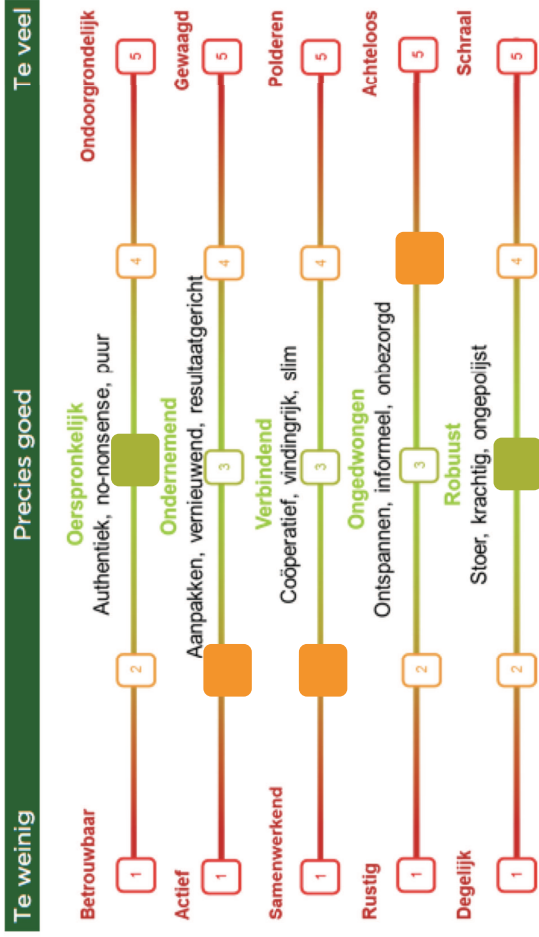 Te weinig Precies goed Te veel
Oerspronkelijk
Betrouwbaar Authentiek, no-nonsense, puur Ondoorgrondelijk
1 2 4 5
Ondernemend
Actief Aanpakken, vernieuwend, resultaatgericht Gewaagd
1 3 4 5
Verbindend
Samenwerkend Coöperatief, vindingrijk, slim Polderen
1 3 4 5
Ongedwongen
Rustig Ontspannen, informeel, onbezorgd Achteloos
1 2 3 5
Robuust
Degelijk Stoer, krachtig, ongepolijst Schraal
1 2 4 5